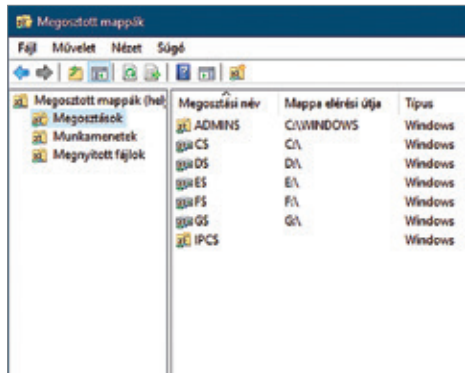 Megosztott mappák
Fájl Művelet Nézet Súgó
Megosztott mappák (hel
Megosztások
Munkamenetek
Megnyitott fájlok
Megosztási név Mappa elérési útja Típus
ADMIN$ C:\WINDOWS Windows
C$ C:\ Windows
D$ D:\ Windows
E$ E:\ Windows
F$ F:\ Windows
G$ G:\ Windows
IPC$ Windows